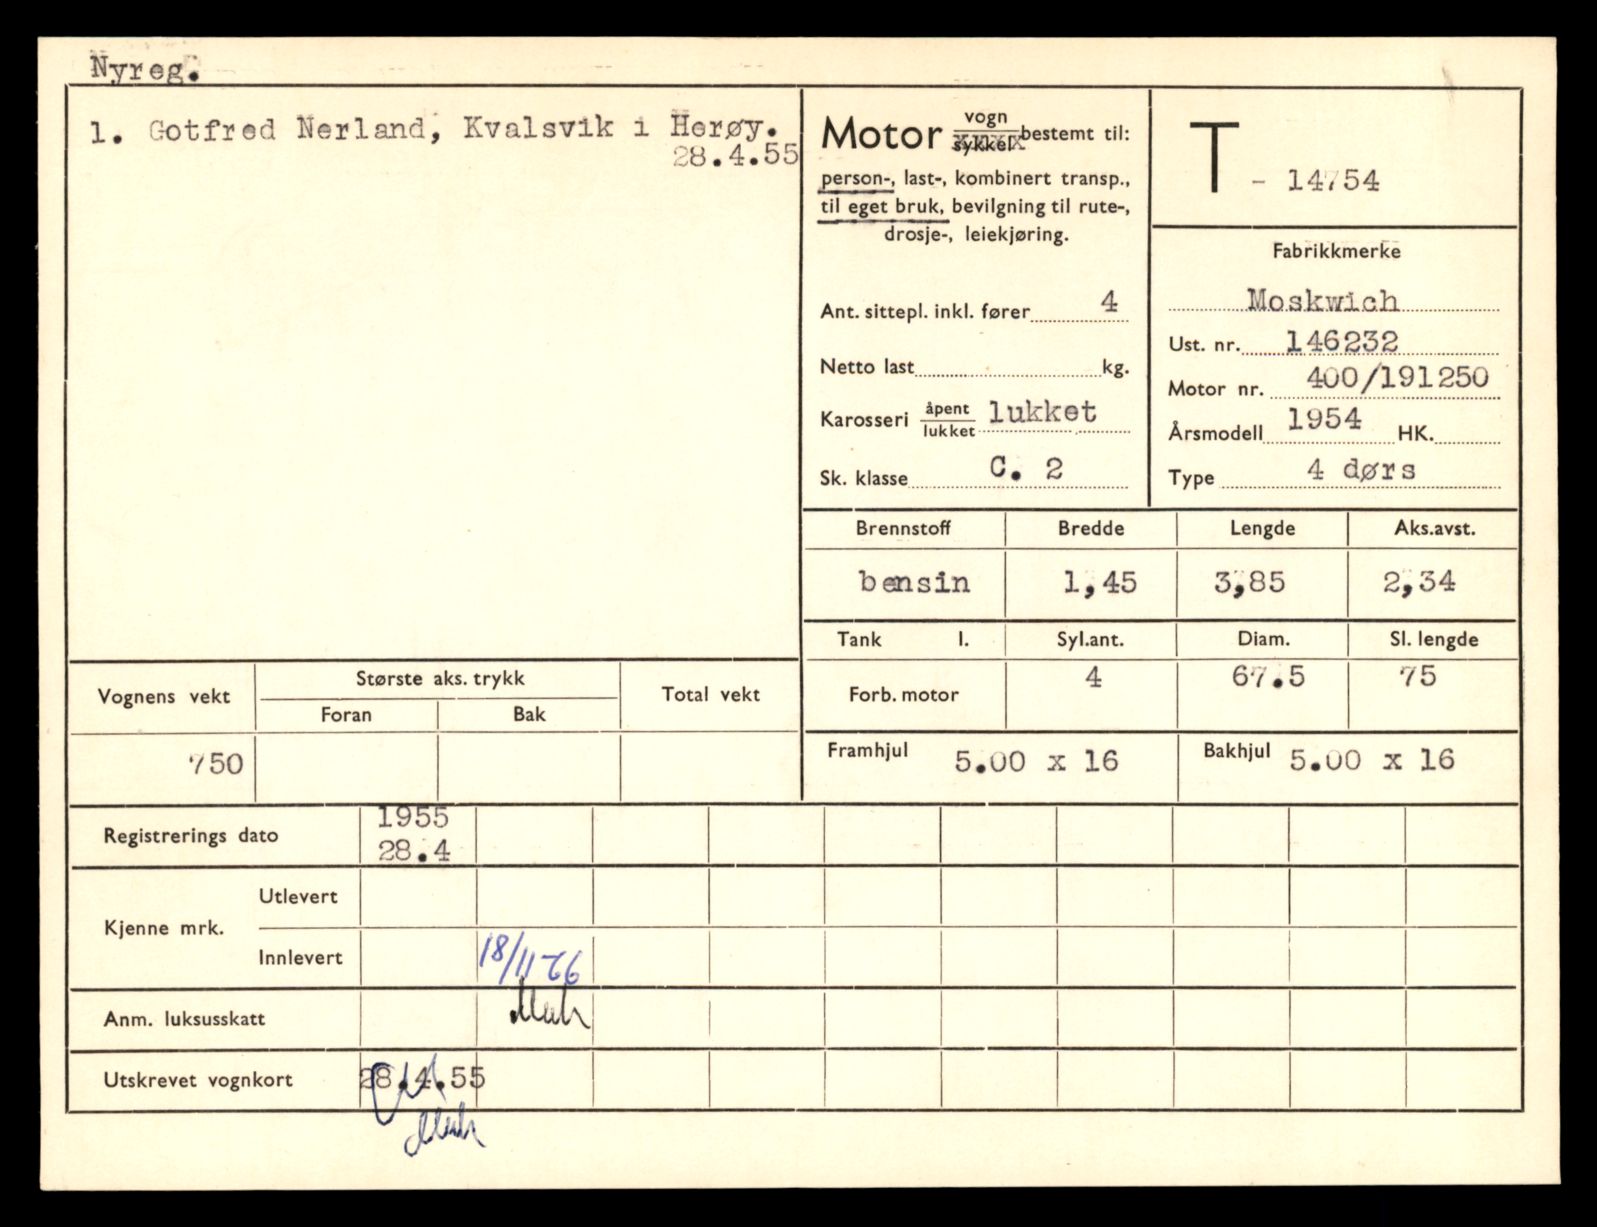 Nyreg.
1. Gotfred Nerland, Kvalsvik i Herøy.
28.4.55
Motor vogn sykkel bestemt til:
person-, last-, kombinert transp.,
til eget bruk, bevilgning til rute-,
drosje-, leiekjøring.
Ant. sittepl. inkl. fører 4
Netto last kg.
Karosseri åpent lukket lukket
Sk. klasse C. 2
T - 14754
Fabrikkmerke
Moskwich
Ust. nr. 146232
Motor nr. 400/191250
Årsmodell 1954 HK.
Type 4 dørs
Brennstoff Bredde Lengde Aks.avst.
bensin 1,45 3,85 2,34
Tank l. Syl.ant. Diam. Sl. lengde
Forb. motor 4 67.5 75
Framhjul 5.00 x 16 Bakhjul 5.00 x 16
Vognens vekt Største aks. trykk Total vekt
Foran Bak
750
Registrerings dato 1955
28.4
Kjenne mrk. Utlevert
Innlevert 18/11-76
Anm. luksusskatt
Utskrevet vognkort 28.4.55